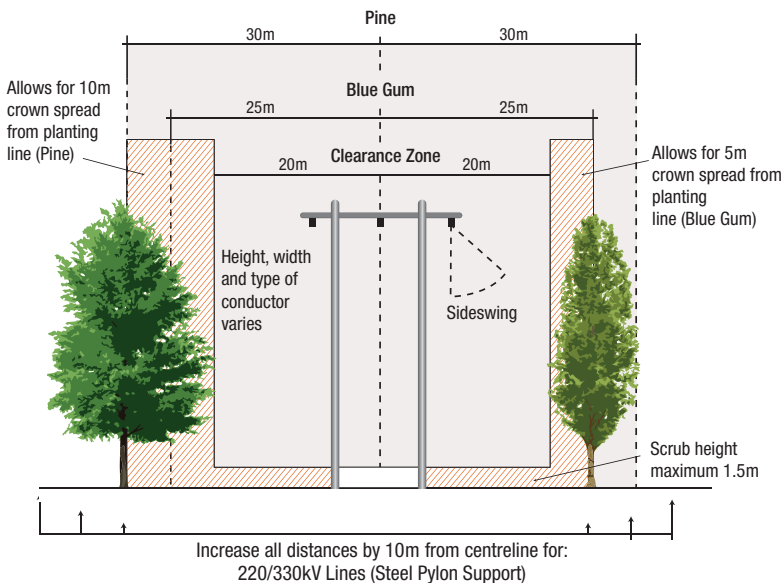 Pine
30m 30m
Allows for 10m
crown spread
from planting
line (Pine)
Blue Gum
25m 25m
Clearance Zone
20m 20m
Allows for 5m
crown spread from
planting
line (Blue Gum)
Height, width
and type of
conductor
varies
Sideswing
Scrub height
maximum 1.5m
Increase all distances by 10m from centreline for:
220/330kV Lines (Steel Pylon Support)